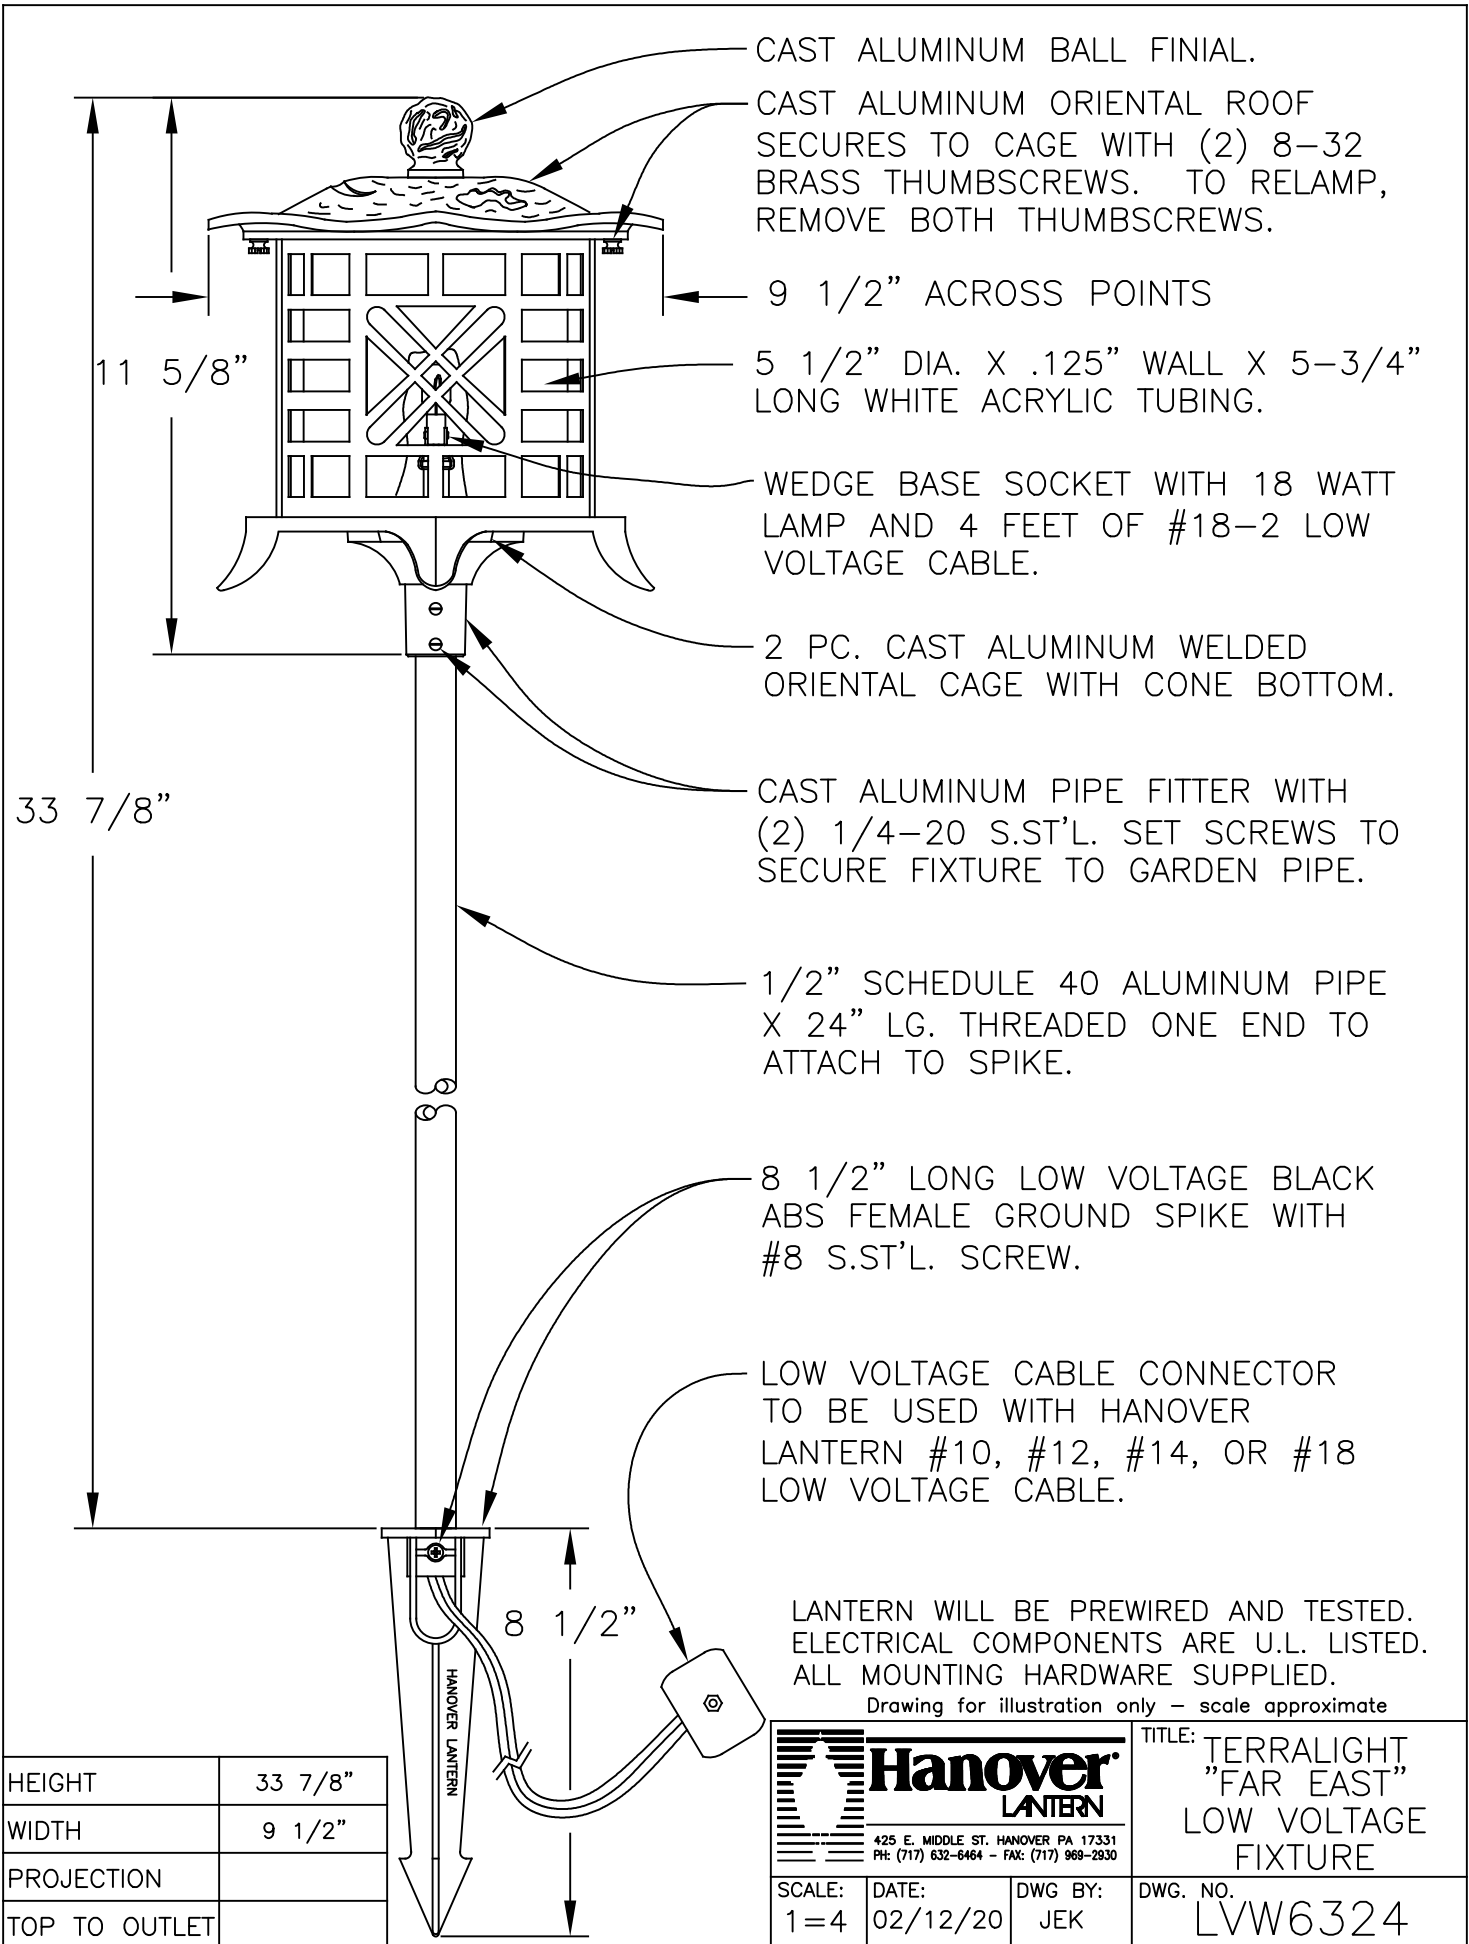 CAST ALUMINUM BALL FINIAL.
CAST ALUMINUM ORIENTAL ROOF
SECURES TO CAGE WITH (2) 8-32
BRASS THUMBSCREWS. TO RELAMP,
REMOVE BOTH THUMBSCREWS.
9 1/2" ACROSS POINTS
11 5/8"
5 1/2" DIA. X .125" WALL X 5-3/4"
LONG WHITE ACRYLIC TUBING.
WEDGE BASE SOCKET WITH 18 WATT
LAMP AND 4 FEET OF #18-2 LOW
VOLTAGE CABLE.
2 PC. CAST ALUMINUM WELDED
ORIENTAL CAGE WITH CONE BOTTOM.
33 7/8"
CAST ALUMINUM PIPE FITTER WITH
(2) 1/4-20 S.ST'L. SET SCREWS TO
SECURE FIXTURE TO GARDEN PIPE.
1/2" SCHEDULE 40 ALUMINUM PIPE
X 24" LG. THREADED ONE END TO
ATTACH TO SPIKE.
8 1/2" LONG LOW VOLTAGE BLACK
ABS FEMALE GROUND SPIKE WITH
#8 S.ST'L. SCREW.
LOW VOLTAGE CABLE CONNECTOR
TO BE USED WITH HANOVER
LANTERN #10, #12, #14, OR #18
LOW VOLTAGE CABLE.
8 1/2"
HANOVER LANTERN
LANTERN WILL BE PREWIRED AND TESTED.
ELECTRICAL COMPONENTS ARE U.L. LISTED.
ALL MOUNTING HARDWARE SUPPLIED.
Drawing for illustration only - scale approximate
HEIGHT 33 7/8"
WIDTH 9 1/2"
PROJECTION
TOP TO OUTLET
Hanover
LANTERN
425 E. MIDDLE ST. HANOVER PA 17331
PH: (717) 632-6464 - FAX: (717) 969-2930
TITLE: TERRALIGHT
"FAR EAST"
LOW VOLTAGE
FIXTURE
SCALE:
1=4
DATE:
02/12/20
DWG BY:
JEK
DWG. NO.
LVW6324